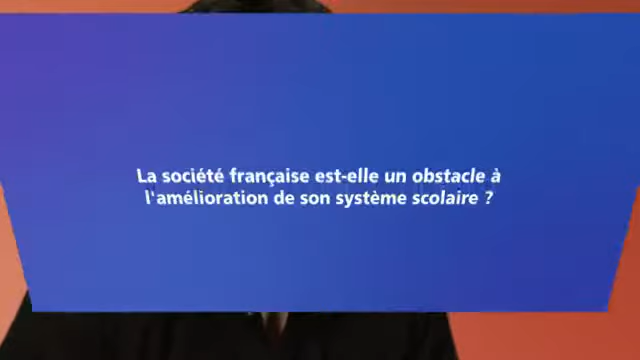 La société française est-elle un obstacle à
l'amélioration de son système scolaire ?